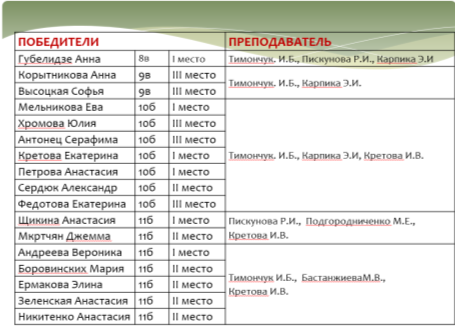 ПОБЕДИТЕЛИ ПРЕПОДАВАТЕЛЬ
Губелидзе Анна 8в I место Тимончук. И.Б., Пискунова Р.И., Карпика Э.И
Корытникова Анна 9в III место Тимончук. И.Б., Карпика Э.И.
Высоцкая Софья 9в III место
Мельникова Ева 10б I место
Хромова Юлия 10б III место
Антонец Серафима 10б III место
Кретова Екатерина 10б I место Тимончук. И.Б., Карпика Э.И, Кретова И.В.
Петрова Анастасия 10б I место
Сердюк Александр 10б II место
Федотова Екатерина 10б III место
Щикина Анастасия 11б I место Пискунова Р.И., Подгородниченко М.Е.,
Мкртчян Джемма 11б II место Кретова И.В.
Андреева Вероника 11б I место
Боровинских Мария 11б II место
Ермакова Элина 11б II место Тимончук И.Б., БастанжиеваМ.В.,
Зеленская Анастасия 11б II место Кретова И.В.
Никитенко Анастасия 11б II место